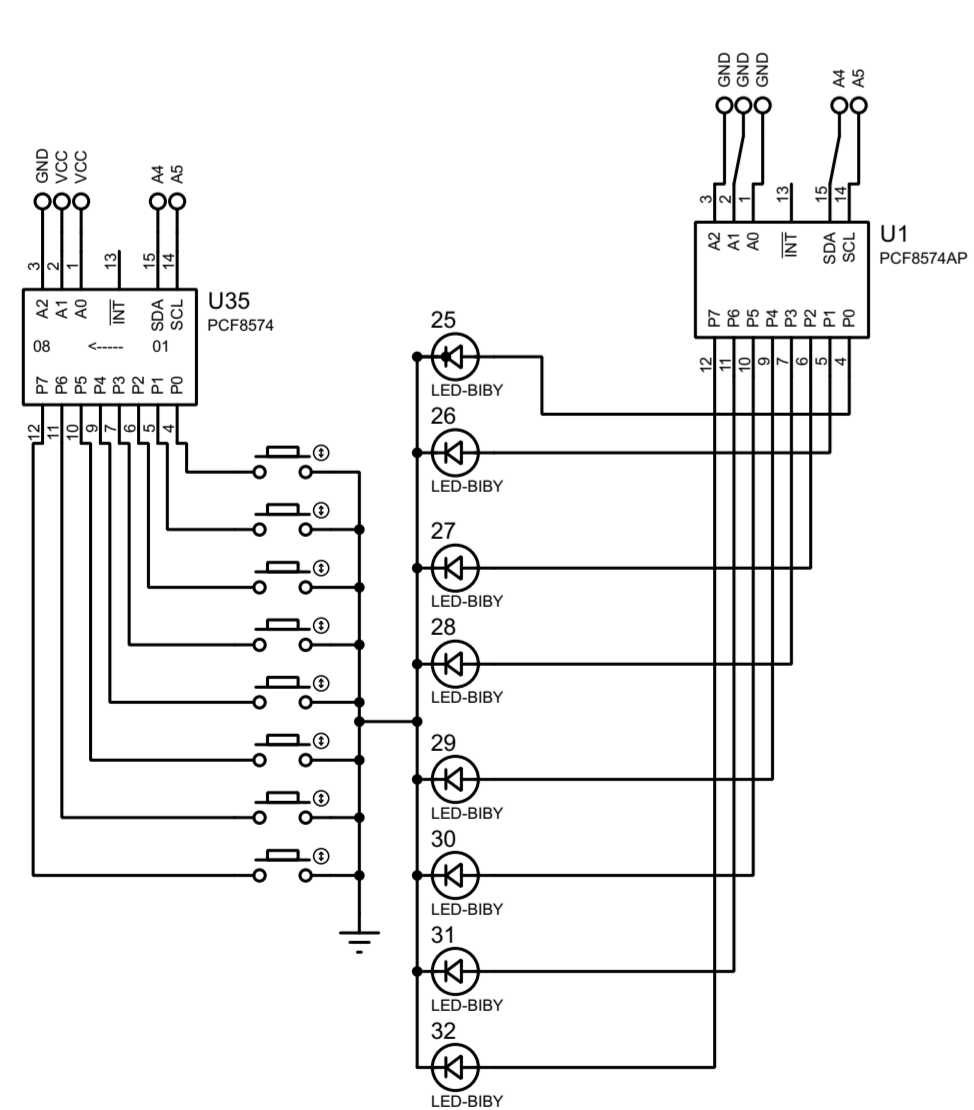 GND
VCC
VCC
A4
A5
3
2
1
13
15
14
A2
A1
A0
INT
SDA
SCL
08 <----- 01
P7 P6 P5 P4 P3 P2 P1 P0
12
11
10
9
7
6
5
4
U35
PCF8574
GND
GND
GND
A4
A5
3
2
1
13
15
14
A2
A1
A0
INT
SDA
SCL
P7 P6 P5 P4 P3 P2 P1 P0
12
11
10
9
7
6
5
4
U1
PCF8574AP
25
LED-BIBY
26
LED-BIBY
27
LED-BIBY
28
LED-BIBY
29
LED-BIBY
30
LED-BIBY
31
LED-BIBY
32
LED-BIBY